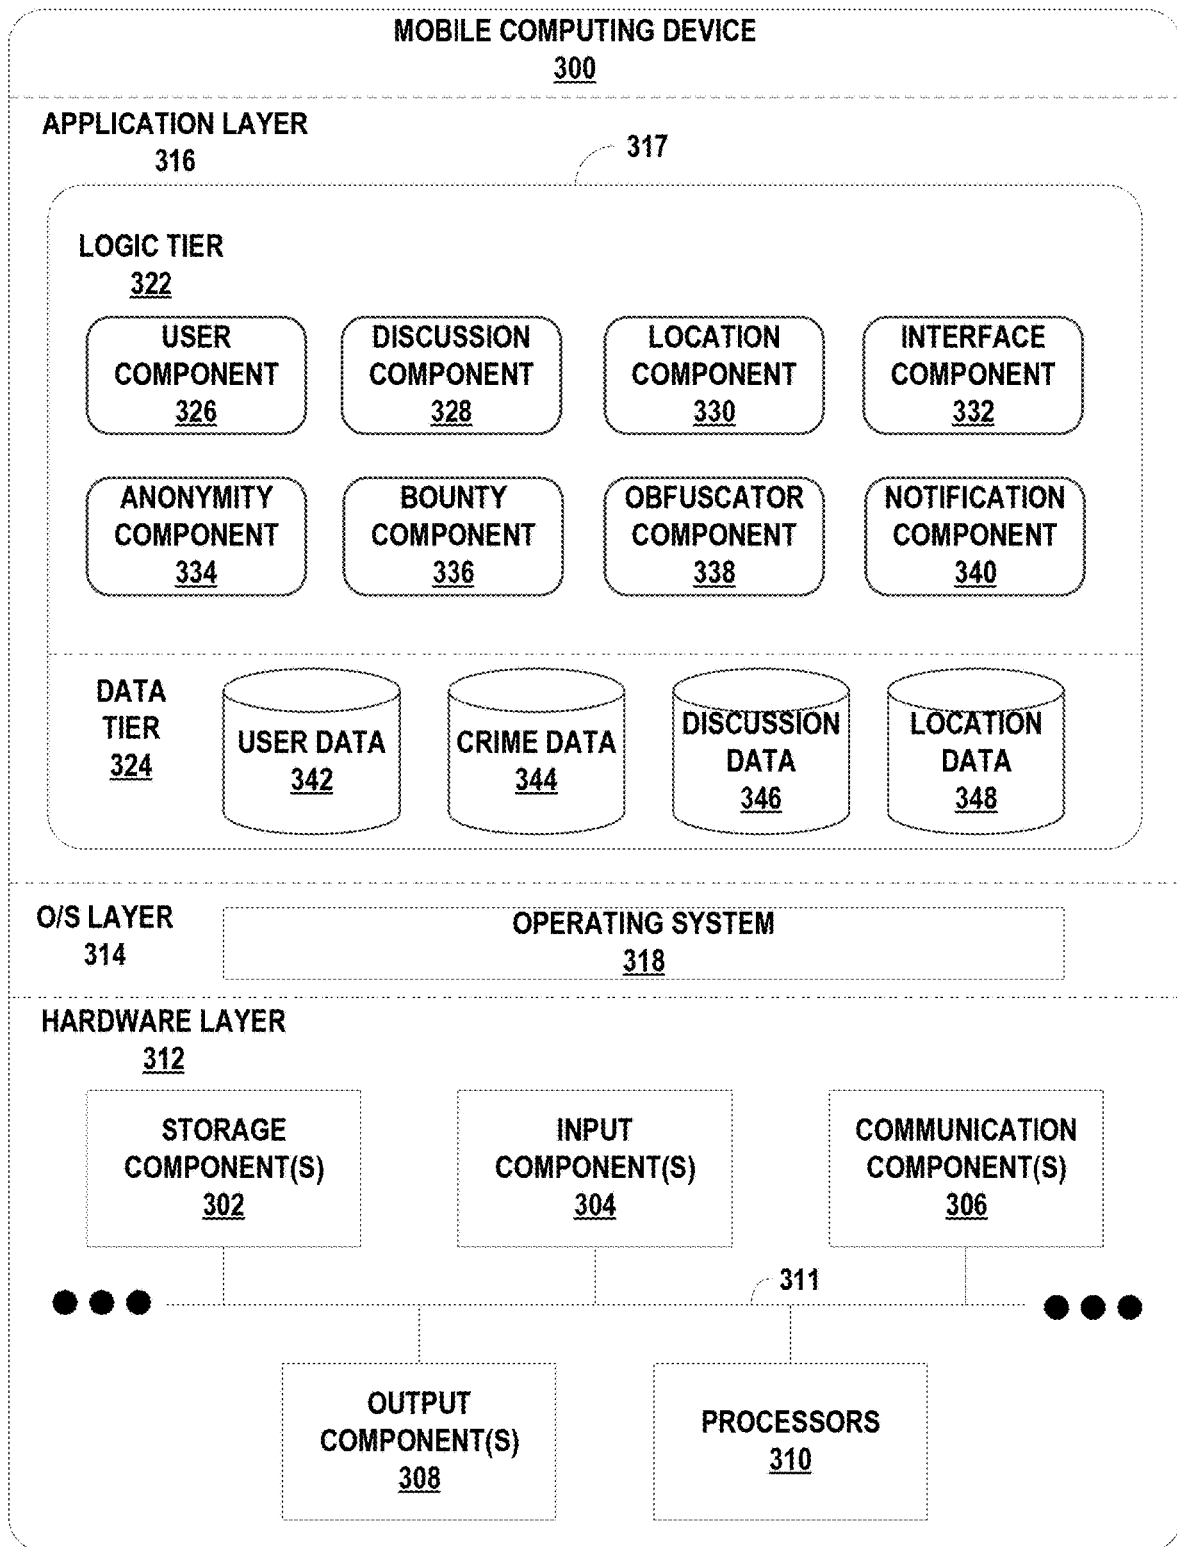 MOBILE COMPUTING DEVICE
300
APPLICATION LAYER
316
317
LOGIC TIER
322
USER
COMPONENT
326
DISCUSSION
COMPONENT
328
LOCATION
COMPONENT
330
INTERFACE
COMPONENT
332
ANONYMITY
COMPONENT
334
BOUNTY
COMPONENT
336
OBFUSCATOR
COMPONENT
338
NOTIFICATION
COMPONENT
340
DATA
TIER
324
USER DATA
342
CRIME DATA
344
DISCUSSION
DATA
346
LOCATION
DATA
348
O/S LAYER
314
OPERATING SYSTEM
318
HARDWARE LAYER
312
STORAGE
COMPONENT(S)
302
INPUT
COMPONENT(S)
304
COMMUNICATION
COMPONENT(S)
306
311
OUTPUT
COMPONENT(S)
308
PROCESSORS
310